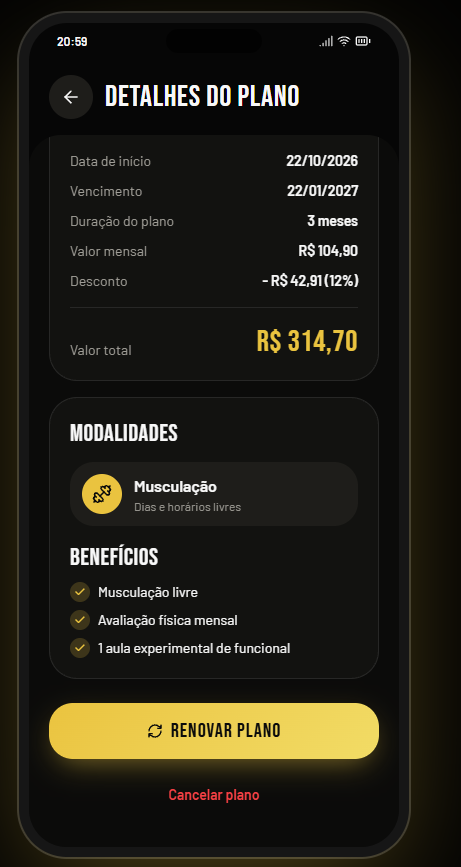 20:59
DETALHES DO PLANO
Data de início 22/10/2026
Vencimento 22/01/2027
Duração do plano 3 meses
Valor mensal R$ 104,90
Desconto - R$ 42,91 (12%)
Valor total R$ 314,70
MODALIDADES
Musculação
Dias e horários livres
BENEFÍCIOS
Musculação livre
Avaliação física mensal
1 aula experimental de funcional
RENOVAR PLANO
Cancelar plano